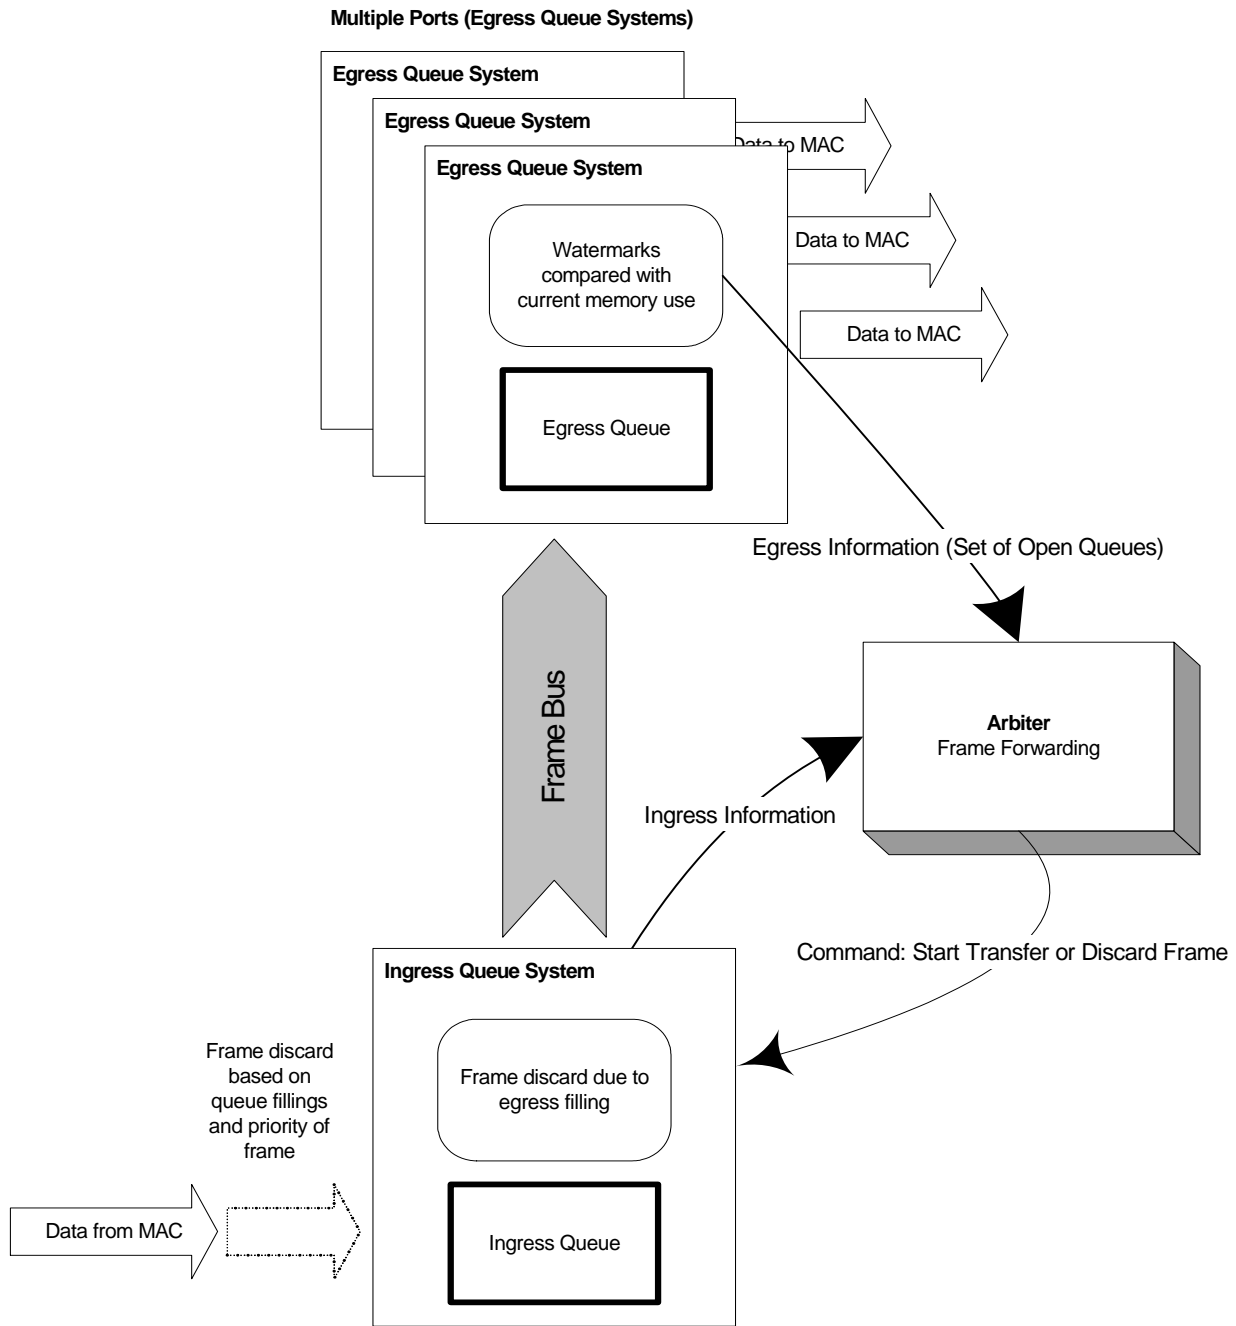 Multiple Ports (Egress Queue Systems)
Egress Queue System
Egress Queue System
Data to MAC
Egress Queue System
Watermarks
compared with
current memory use
Data to MAC
Data to MAC
Egress Queue
Egress Information (Set of Open Queues)
Frame Bus
Arbiter
Frame Forwarding
Ingress Information
Command: Start Transfer or Discard Frame
Ingress Queue System
Frame discard
based on
queue fillings
and priority of
frame
Frame discard due to
egress filling
Data from MAC
Ingress Queue